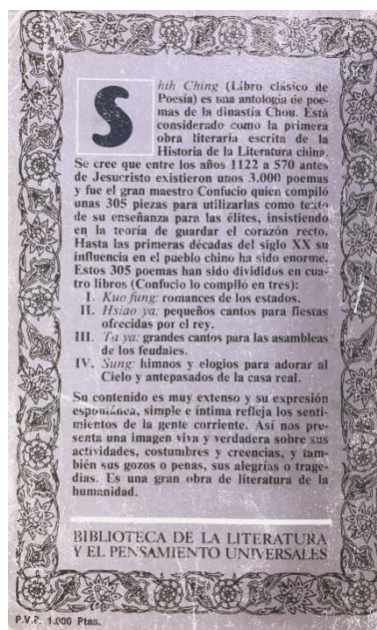 Shih Ching (Libro clásico de
Poesía) es una antología de poe-
mas de la dinastía Chou. Está
considerado como la primera
obra literaria escrita de la
Historia de la Literatura china.
Se cree que entre los años 1122 a 570 antes
de Jesucristo existieron unos 3.000 poemas
y fue el gran maestro Confucio quien compiló
unas 305 piezas para utilizarlas como texto
de su enseñanza para las élites, insistiendo
en la teoría de guardar el corazón recto.
Hasta las primeras décadas del siglo XX su
influencia en el pueblo chino ha sido enorme.
Estos 305 poemas han sido divididos en cua-
tro libros (Confucio lo compiló en tres):
I. Kuo fung: romances de los estados.
II. Hsiao ya: pequeños cantos para fiestas
ofrecidas por el rey.
III. Ta ya: grandes cantos para las asambleas
de los feudales.
IV. Sung: himnos y elogios para adorar al
Cielo y antepasados de la casa real.
Su contenido es muy extenso y su expresión
espontánea, simple e íntima refleja los senti-
mientos de la gente corriente. Así nos pre-
senta una imagen viva y verdadera sobre sus
actividades, costumbres y creencias, y tam-
bién sus gozos o penas, sus alegrías o trage-
dias. Es una gran obra de literatura de la
humanidad.
BIBLIOTECA DE LA LITERATURA
Y EL PENSAMIENTO UNIVERSALES
P.V.P. 1.000 Ptas.